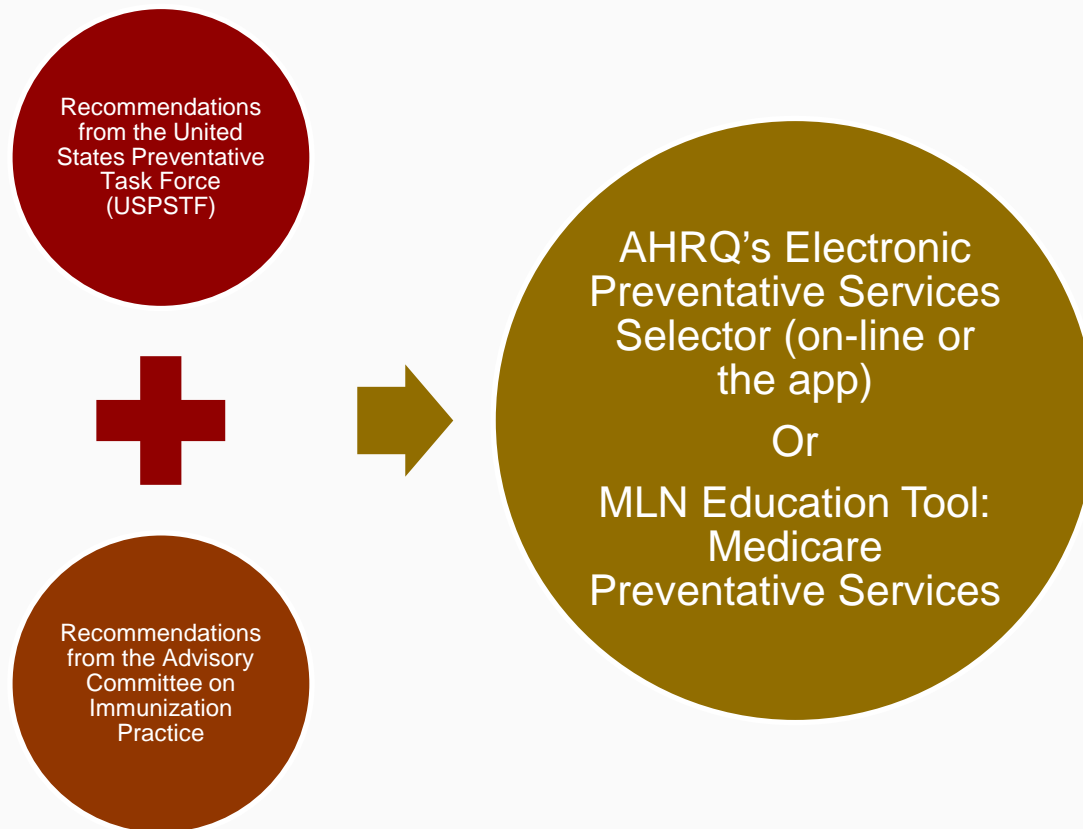 Recommendations
from the United
States Preventative
Task Force
(USPSTF)
Recommendations
from the Advisory
Committee on
Immunization
Practice
AHRQ’s Electronic
Preventative Services
Selector (on-line or
the app)
Or
MLN Education Tool:
Medicare
Preventative Services